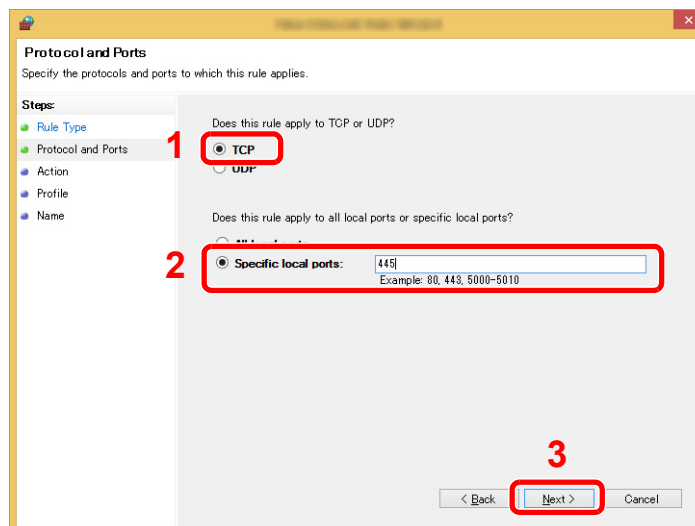 Protocol and Ports
Specify the protocols and ports to which this rule applies.
Steps:
Rule Type
Protocol and Ports
Action
Profile
Name
Does this rule apply to TCP or UDP?
1
TCP
UDP
Does this rule apply to all local ports or specific local ports?
2
Specific local ports: 445
Example: 80, 443, 5000-5010
3
< Back
Next >
Cancel